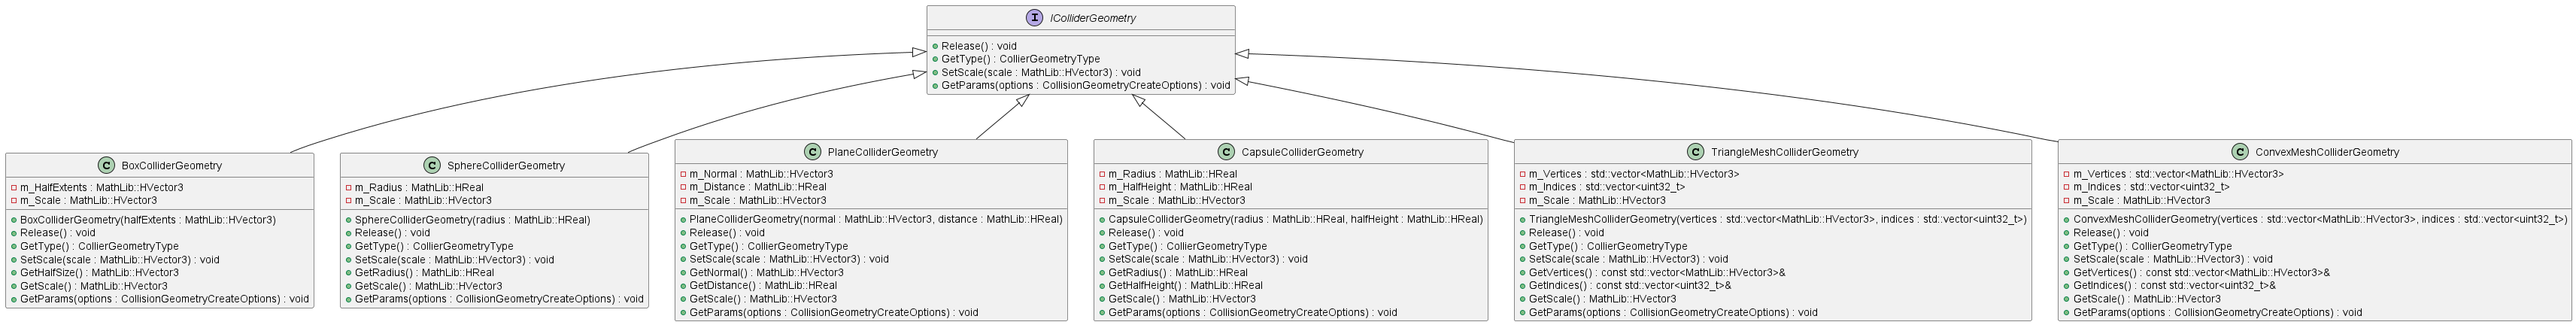 I IColliderGeometry
Release() : void
GetType() : CollierGeometryType
SetScale(scale : MathLib::HVector3) : void
GetParams(options : CollisionGeometryCreateOptions) : void
C BoxColliderGeometry
m_HalfExtents : MathLib::HVector3
m_Scale : MathLib::HVector3
BoxColliderGeometry(halfExtents : MathLib::HVector3)
Release() : void
GetType() : CollierGeometryType
SetScale(scale : MathLib::HVector3) : void
GetHalfSize() : MathLib::HVector3
GetScale() : MathLib::HVector3
GetParams(options : CollisionGeometryCreateOptions) : void
C SphereColliderGeometry
m_Radius : MathLib::HReal
m_Scale : MathLib::HVector3
SphereColliderGeometry(radius : MathLib::HReal)
Release() : void
GetType() : CollierGeometryType
SetScale(scale : MathLib::HVector3) : void
GetRadius() : MathLib::HReal
GetScale() : MathLib::HVector3
GetParams(options : CollisionGeometryCreateOptions) : void
C PlaneColliderGeometry
m_Normal : MathLib::HVector3
m_Distance : MathLib::HReal
m_Scale : MathLib::HVector3
PlaneColliderGeometry(normal : MathLib::HVector3, distance : MathLib::HReal)
Release() : void
GetType() : CollierGeometryType
SetScale(scale : MathLib::HVector3) : void
GetNormal() : MathLib::HVector3
GetDistance() : MathLib::HReal
GetScale() : MathLib::HVector3
GetParams(options : CollisionGeometryCreateOptions) : void
C CapsuleColliderGeometry
m_Radius : MathLib::HReal
m_HalfHeight : MathLib::HReal
m_Scale : MathLib::HVector3
CapsuleColliderGeometry(radius : MathLib::HReal, halfHeight : MathLib::HReal)
Release() : void
GetType() : CollierGeometryType
SetScale(scale : MathLib::HVector3) : void
GetRadius() : MathLib::HReal
GetHalfHeight() : MathLib::HReal
GetScale() : MathLib::HVector3
GetParams(options : CollisionGeometryCreateOptions) : void
C TriangleMeshColliderGeometry
m_Vertices : std::vector<MathLib::HVector3>
m_Indices : std::vector<uint32_t>
m_Scale : MathLib::HVector3
TriangleMeshColliderGeometry(vertices : std::vector<MathLib::HVector3>, indices : std::vector<uint32_t>)
Release() : void
GetType() : CollierGeometryType
SetScale(scale : MathLib::HVector3) : void
GetVertices() : const std::vector<MathLib::HVector3>&
GetIndices() : const std::vector<uint32_t>&
GetScale() : MathLib::HVector3
GetParams(options : CollisionGeometryCreateOptions) : void
C ConvexMeshColliderGeometry
m_Vertices : std::vector<MathLib::HVector3>
m_Indices : std::vector<uint32_t>
m_Scale : MathLib::HVector3
ConvexMeshColliderGeometry(vertices : std::vector<MathLib::HVector3>, indices : std::vector<uint32_t>)
Release() : void
GetType() : CollierGeometryType
SetScale(scale : MathLib::HVector3) : void
GetVertices() : const std::vector<MathLib::HVector3>&
GetIndices() : const std::vector<uint32_t>&
GetScale() : MathLib::HVector3
GetParams(options : CollisionGeometryCreateOptions) : void